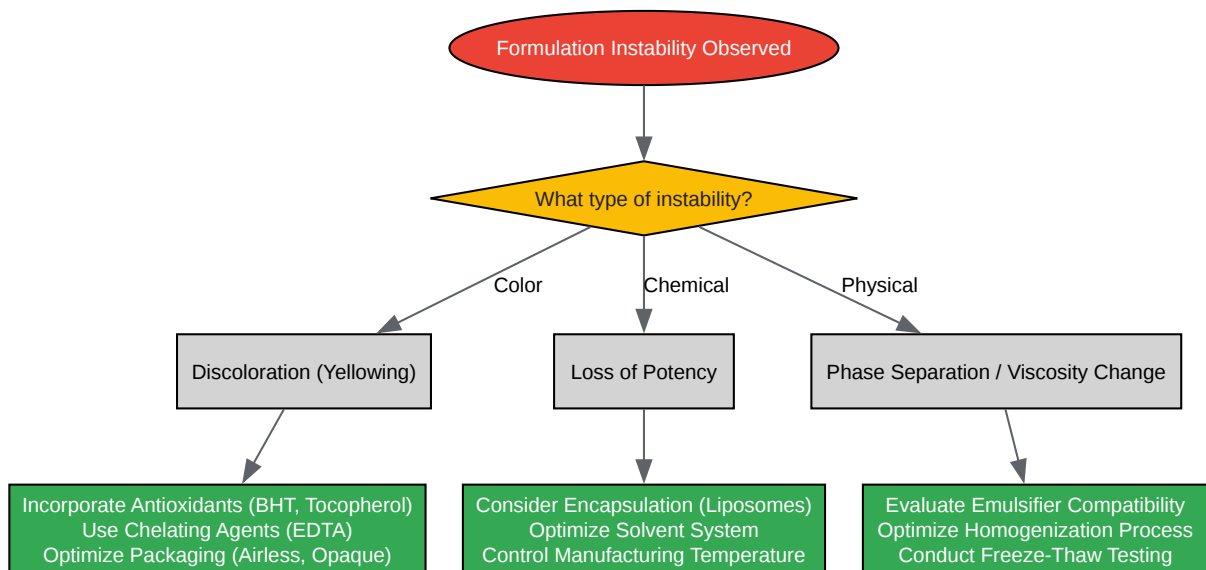 Formulation Instability Observed
What type of instability?
Color
Chemical
Physical
Discoloration (Yellowing)
Loss of Potency
Phase Separation / Viscosity Change
Incorporate Antioxidants (BHT, Tocopherol)
Use Chelating Agents (EDTA)
Optimize Packaging (Airless, Opaque)
Consider Encapsulation (Liposomes)
Optimize Solvent System
Control Manufacturing Temperature
Evaluate Emulsifier Compatibility
Optimize Homogenization Process
Conduct Freeze-Thaw Testing